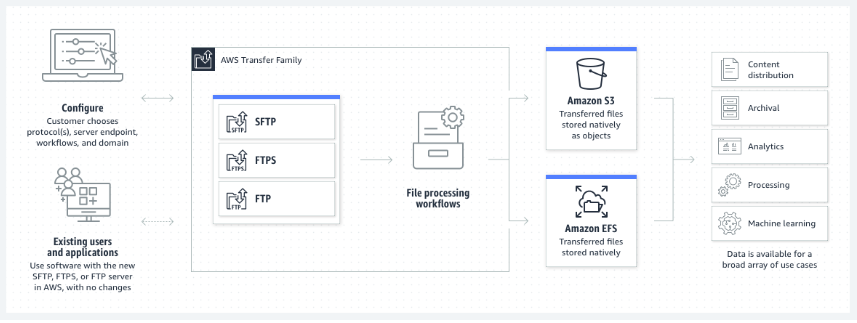 Configure
Customer chooses
protocol(s), server endpoint,
workflows, and domain
Existing users
and applications
Use software with the new
SFTP, FTPS, or FTP server
in AWS, with no changes
AWS Transfer Family
SFTP
SFTP
FTPS
FTPS
FTP
FTP
File processing
workflows
Amazon S3
Transferred files
stored natively
as objects
Amazon EFS
Transferred files
stored natively
Content
distribution
Archival
Analytics
Processing
Machine learning
Data is available for a
broad array of use cases